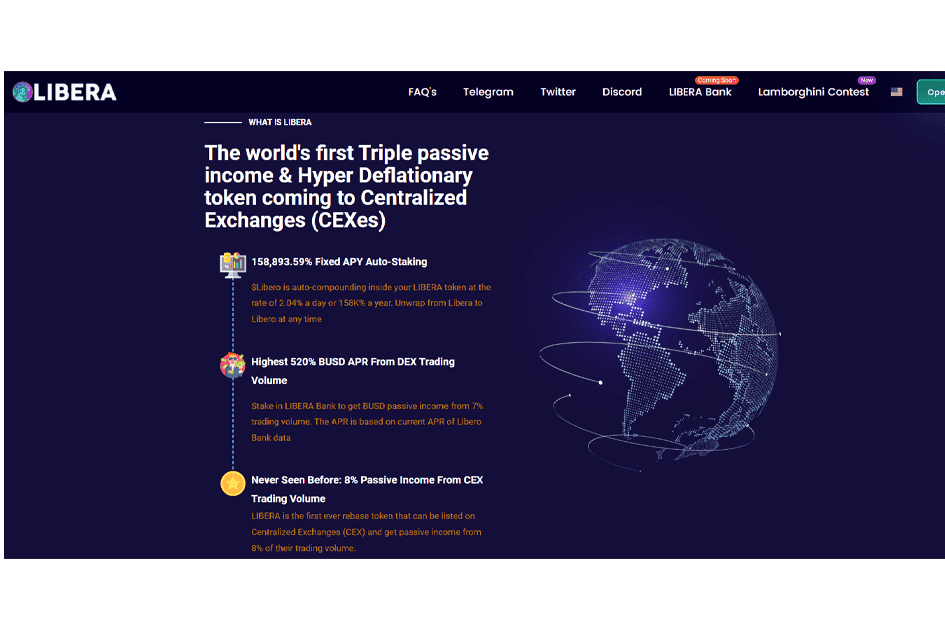 LIBERA
FAQ's
Telegram
Twitter
Discord
Coming Soon
LIBERA Bank
New
Lamborghini Contest
Ope
WHAT IS LIBERA
The world's first Triple passive
income & Hyper Deflationary
token coming to Centralized
Exchanges (CEXes)
158,893.59% Fixed APY Auto-Staking
$Libero is auto-compounding inside your LIBERA token at the
rate of 2.04% a day or 158K% a year. Unwrap from Libera to
Libero at any time
Highest 520% BUSD APR From DEX Trading
Volume
Stake in LIBERA Bank to get BUSD passive income from 7%
trading volume. The APR is based on current APR of Libero
Bank data
Never Seen Before: 8% Passive Income From CEX
Trading Volume
LIBERA is the first ever rebase token that can be listed on
Centralized Exchanges (CEX) and get passive income from
8% of their trading volume.